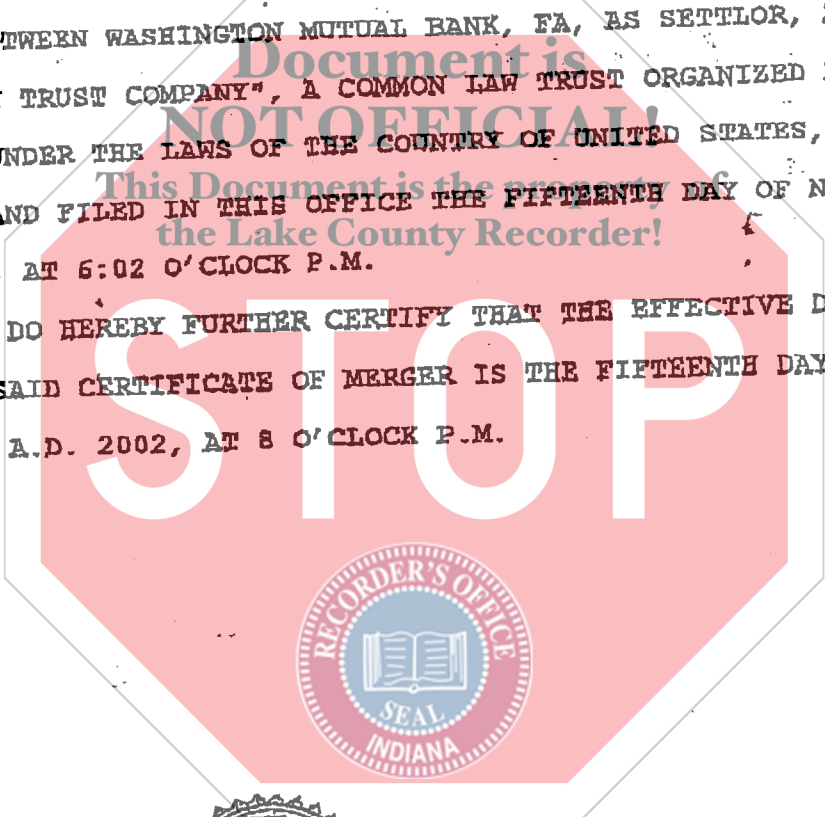 TWEEN WASHINGTON MUTUAL BANK, FA, AS SETTLOR,
Document is
TRUST COMPANY", A COMMON LAW TRUST ORGANIZED
NOT OFFICIAL!
UNDER THE LAWS OF THE COUNTRY OF UNITED STATES,
This Document is the property of
AND FILED IN THIS OFFICE THE FIFTEENTH DAY OF N
the Lake County Recorder!
AT 6:02 O'CLOCK P.M.
DO HEREBY FURTHER CERTIFY THAT THE EFFECTIVE D
SAID CERTIFICATE OF MERGER IS THE FIFTEENTH DAY
A.D. 2002, AT 8 O'CLOCK P.M.
STOP
RECORDER'S OFFICE
SEAL
INDIANA